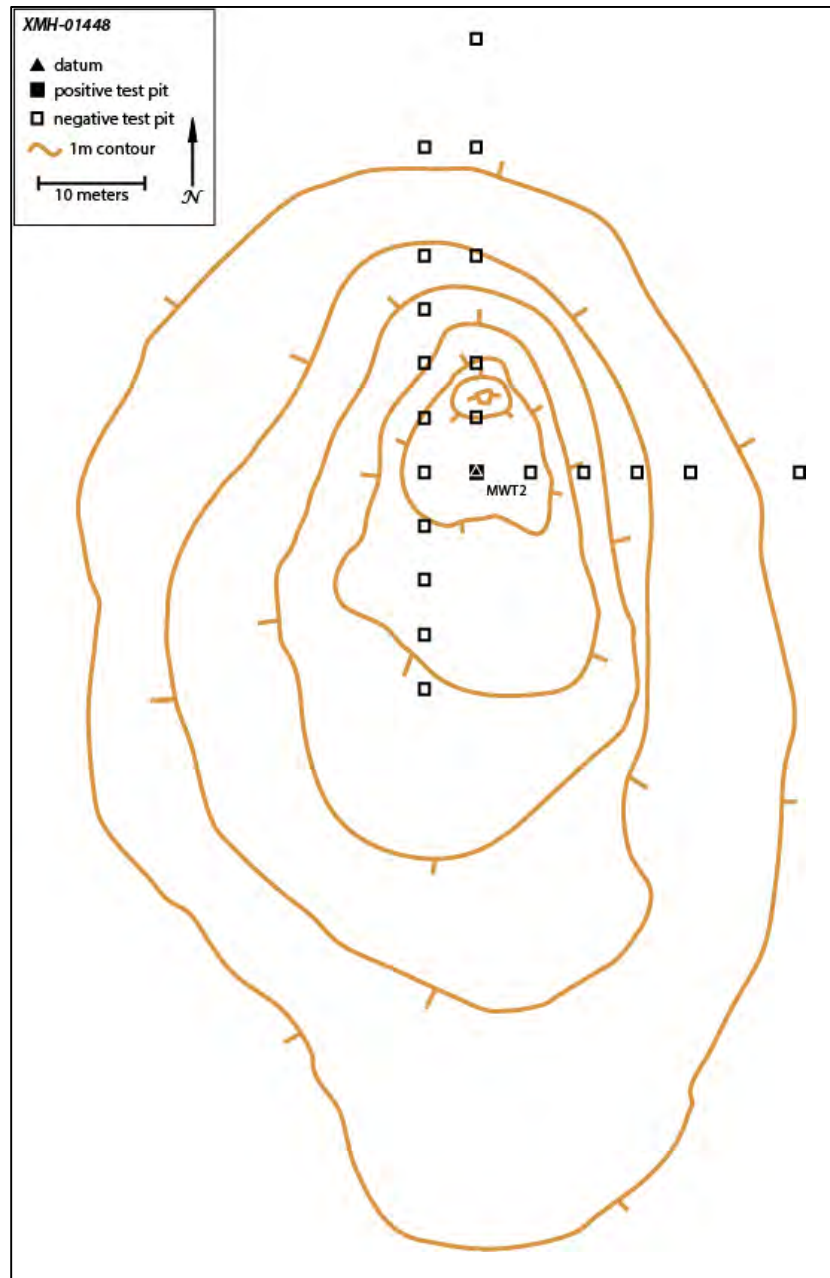 XMH-01448
datum
positive test pit
negative test pit
1m contour
10 meters
N
MWT2